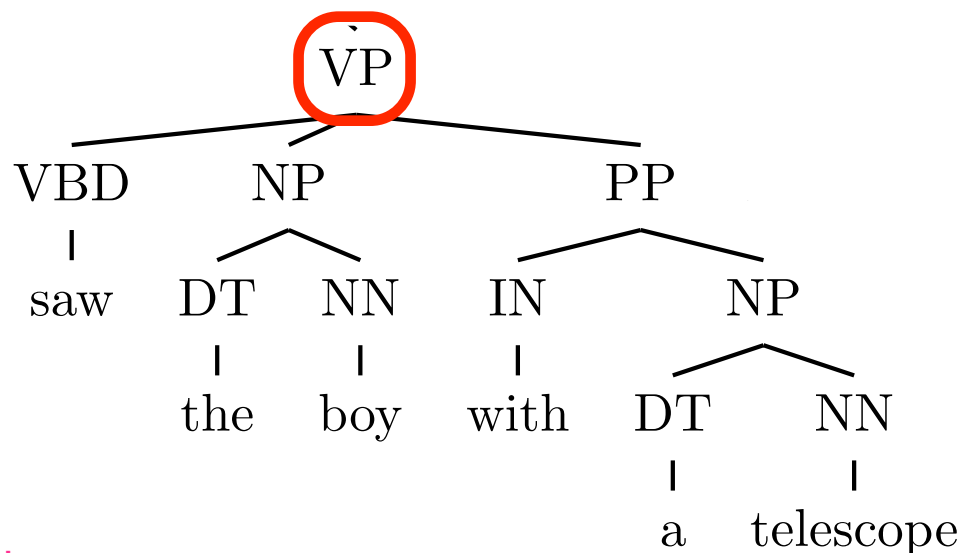 VP
VBD NP PP
saw DT NN IN NP
the boy with DT NN
a telescope